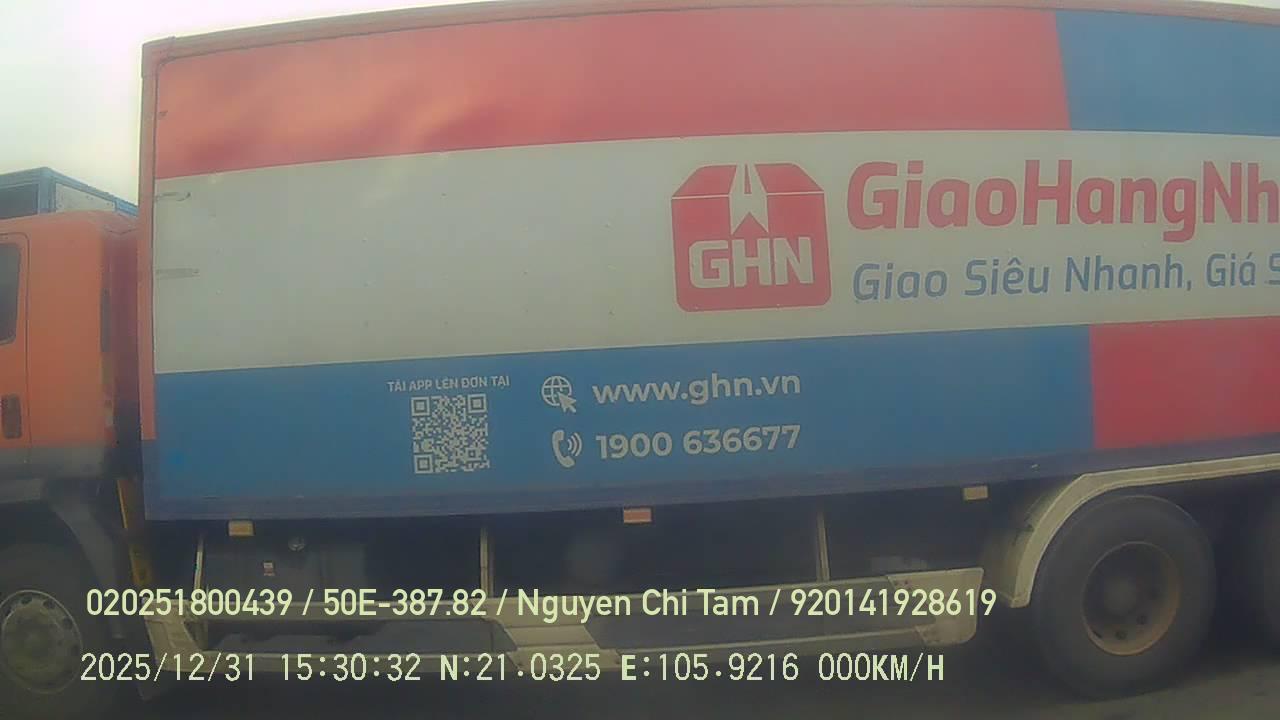 GiaoHangNh
GHN
Giao Siêu Nhanh, Giá S
TẢI APP LÊN ĐƠN TẠI
www.ghn.vn
1900 636677
020251800439 / 50E-387.82 / Nguyen Chi Tam / 920141928619
2025/12/31 15:30:32 N:21.0325 E:105.9216 000KM/H